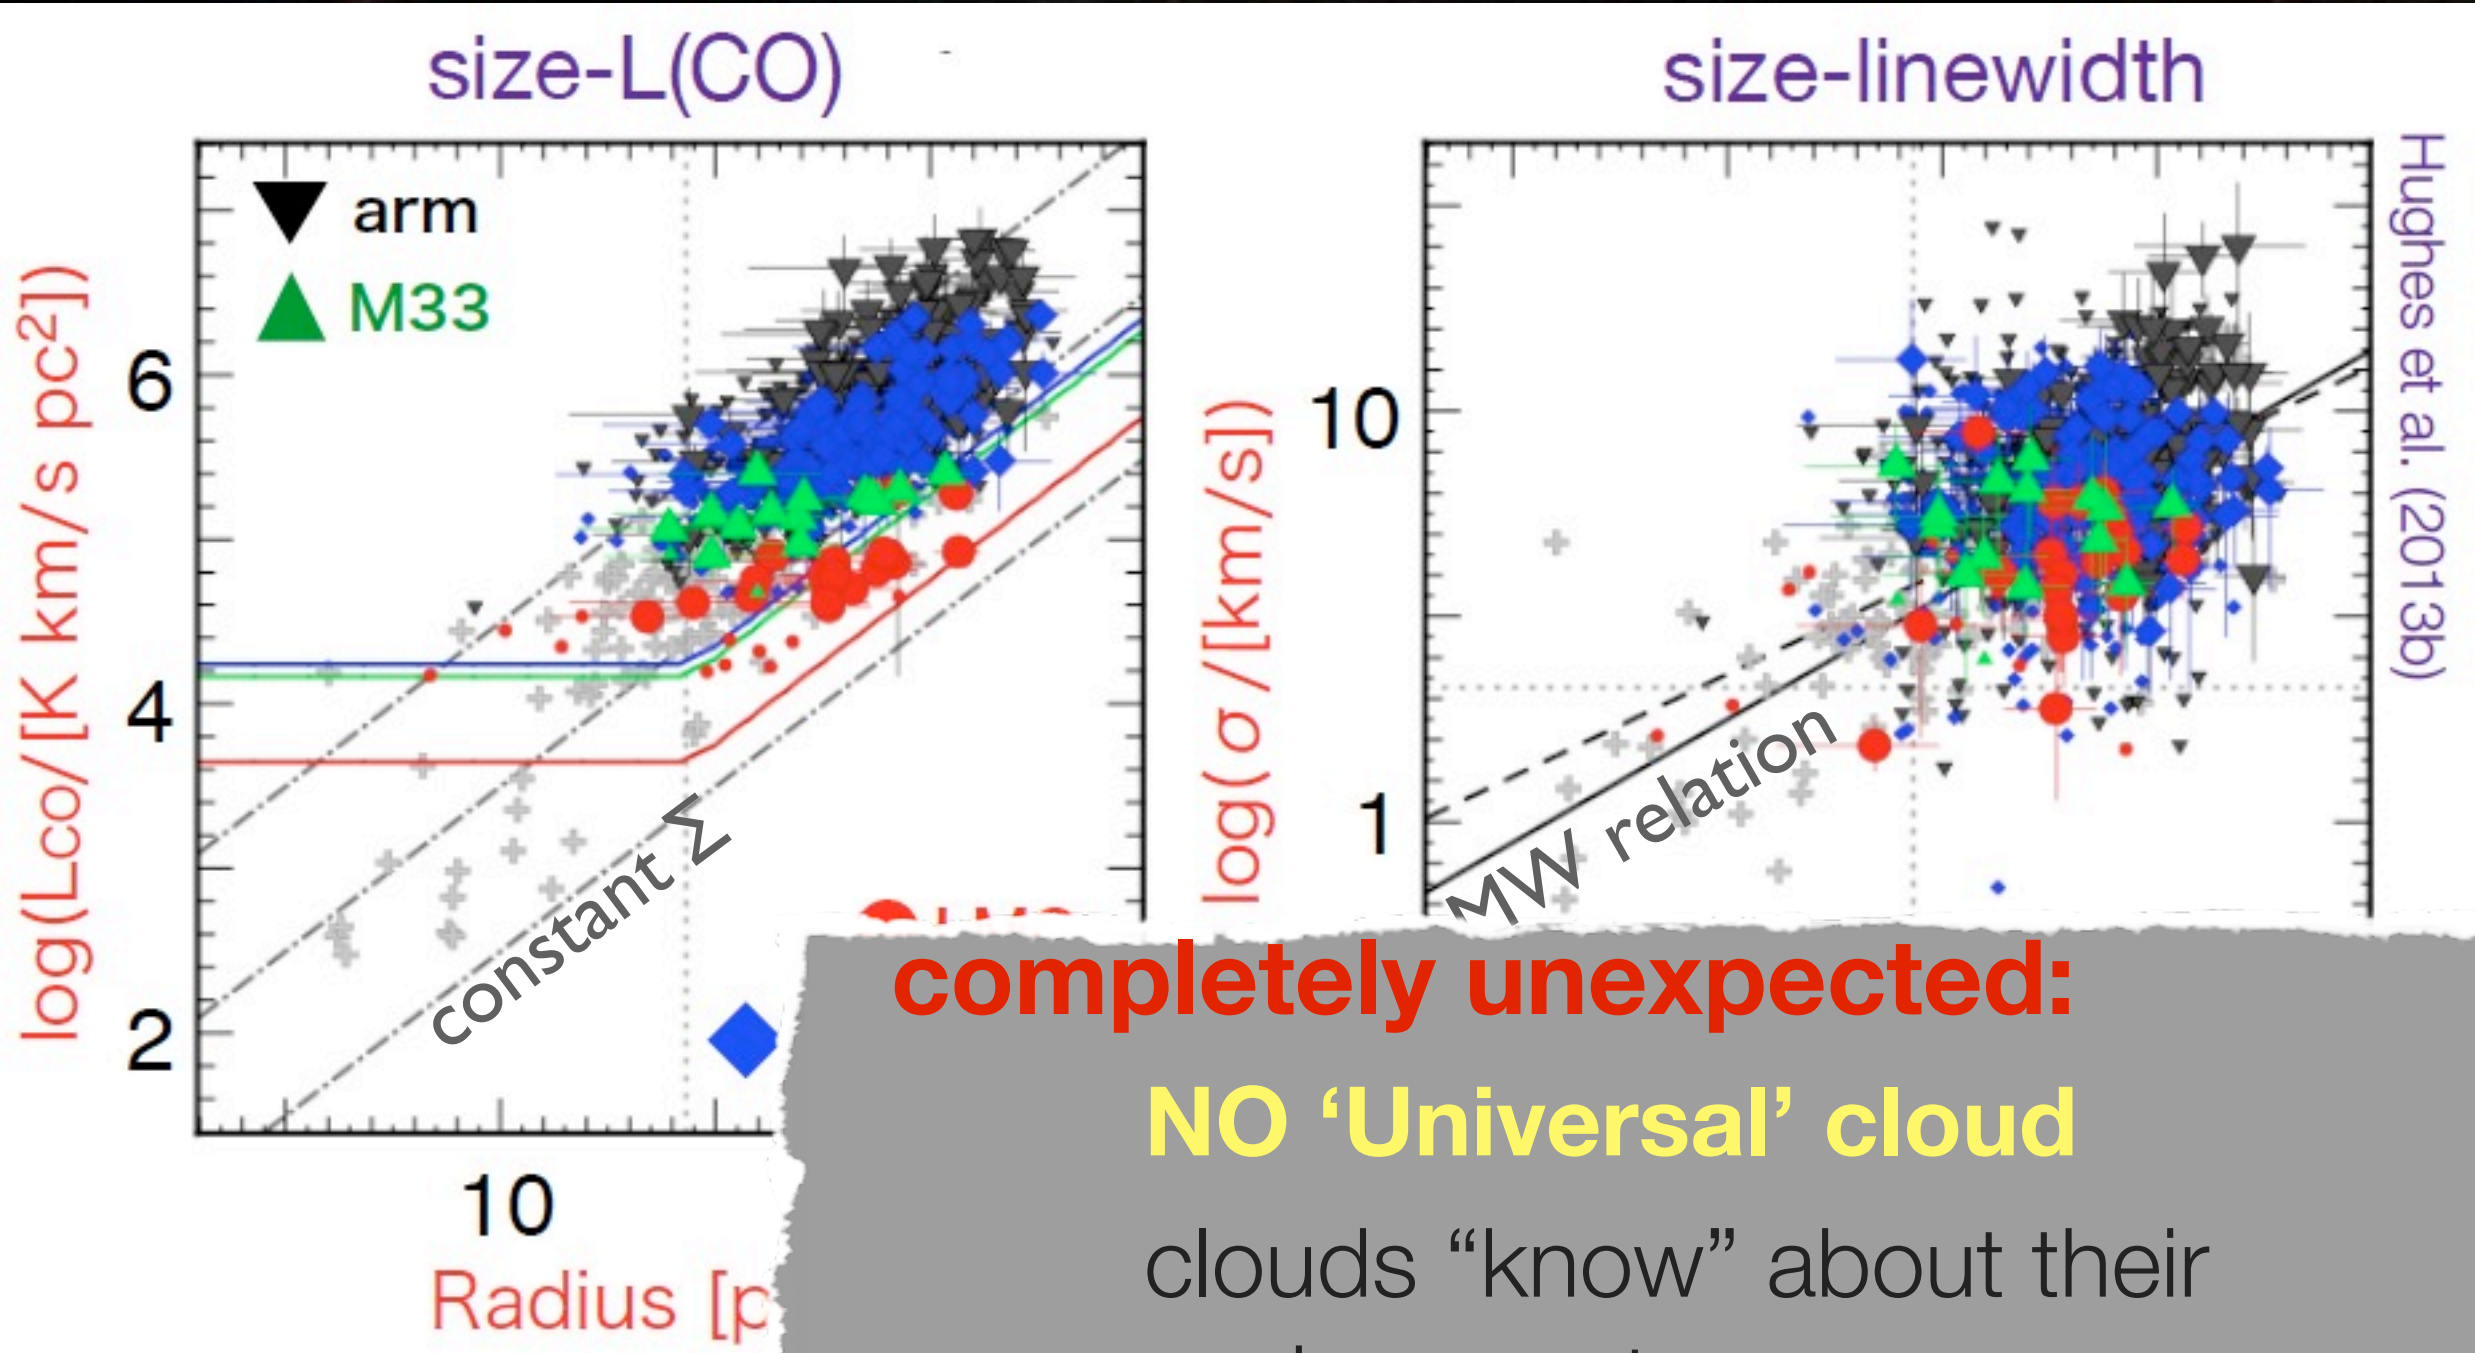 size-L(CO)
size-linewidth
arm
M33
log(Lco/[K km/s pc²])
6
4
2
constant Σ
10
Radius [p
log(σ/[km/s])
10
1
MW relation
Hughes et al. (2013b)
completely unexpected:
NO ‘Universal’ cloud
clouds “know” about their